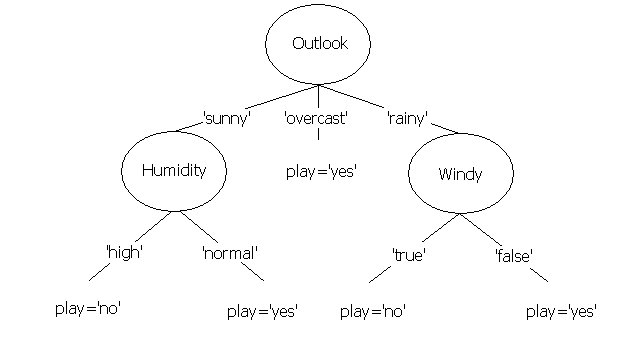 Outlook
'sunny'
'overcast'
'rainy'
Humidity
play='yes'
Windy
'high'
'normal'
'true'
'false'
play='no'
play='yes'
play='no'
play='yes'